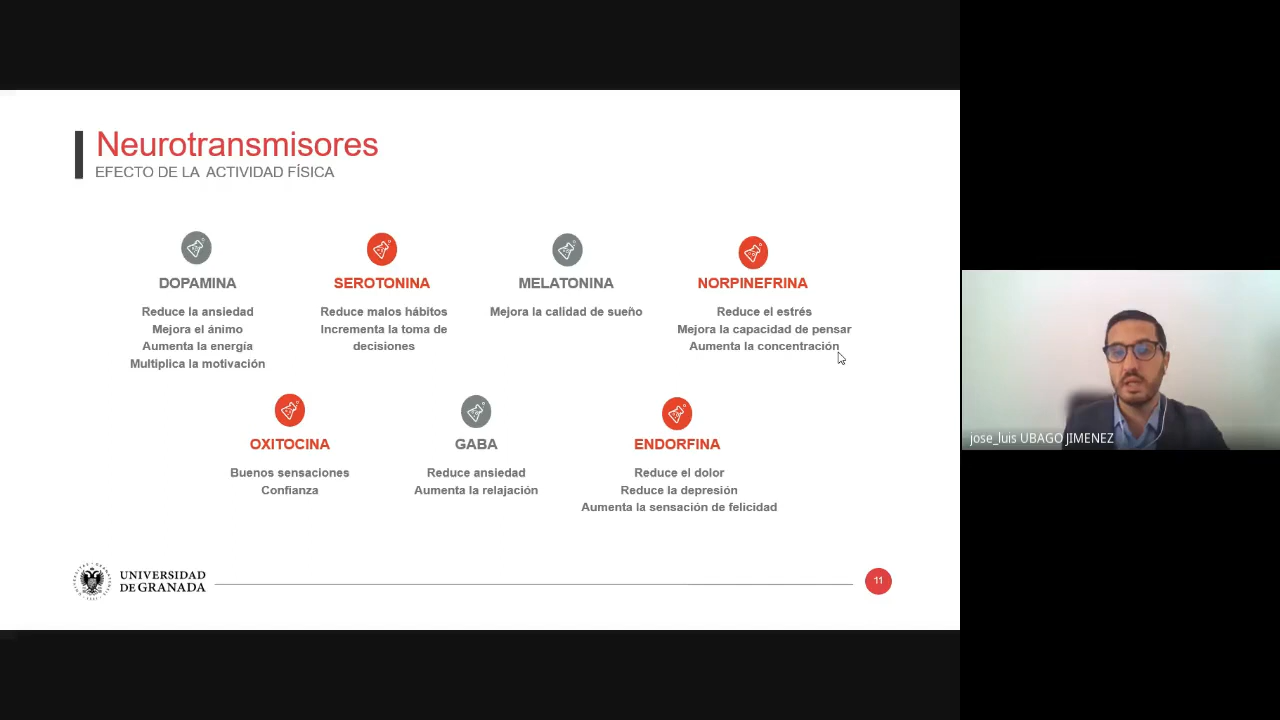 Neurotransmisores
EFECTO DE LA ACTIVIDAD FÍSICA
DOPAMINA
Reduce la ansiedad
Mejora el ánimo
Aumenta la energía
Multiplica la motivación
SEROTONINA
Reduce malos hábitos
Incrementa la toma de
decisiones
MELATONINA
Mejora la calidad de sueño
NORPINEFRINA
Reduce el estrés
Mejora la capacidad de pensar
Aumenta la concentración
OXITOCINA
Buenos sensaciones
Confianza
GABA
Reduce ansiedad
Aumenta la relajación
ENDORFINA
Reduce el dolor
Reduce la depresión
Aumenta la sensación de felicidad
UNIVERSIDAD
DE GRANADA
11
jose_luis UBAGO JIMENEZ